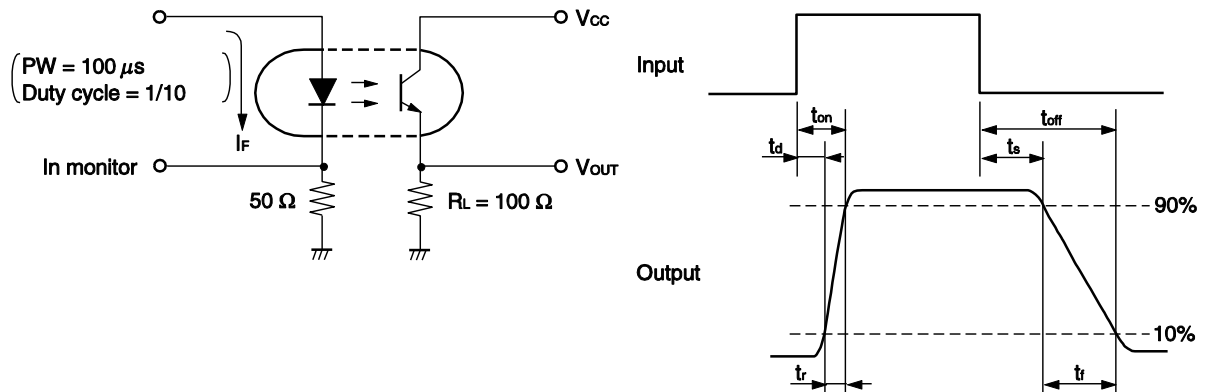 VCC
PW = 100 μs
Duty cycle = 1/10
IF
In monitor
VOUT
50 Ω
RL = 100 Ω
Input
ton
toff
td
ts
90%
Output
10%
tr
tf